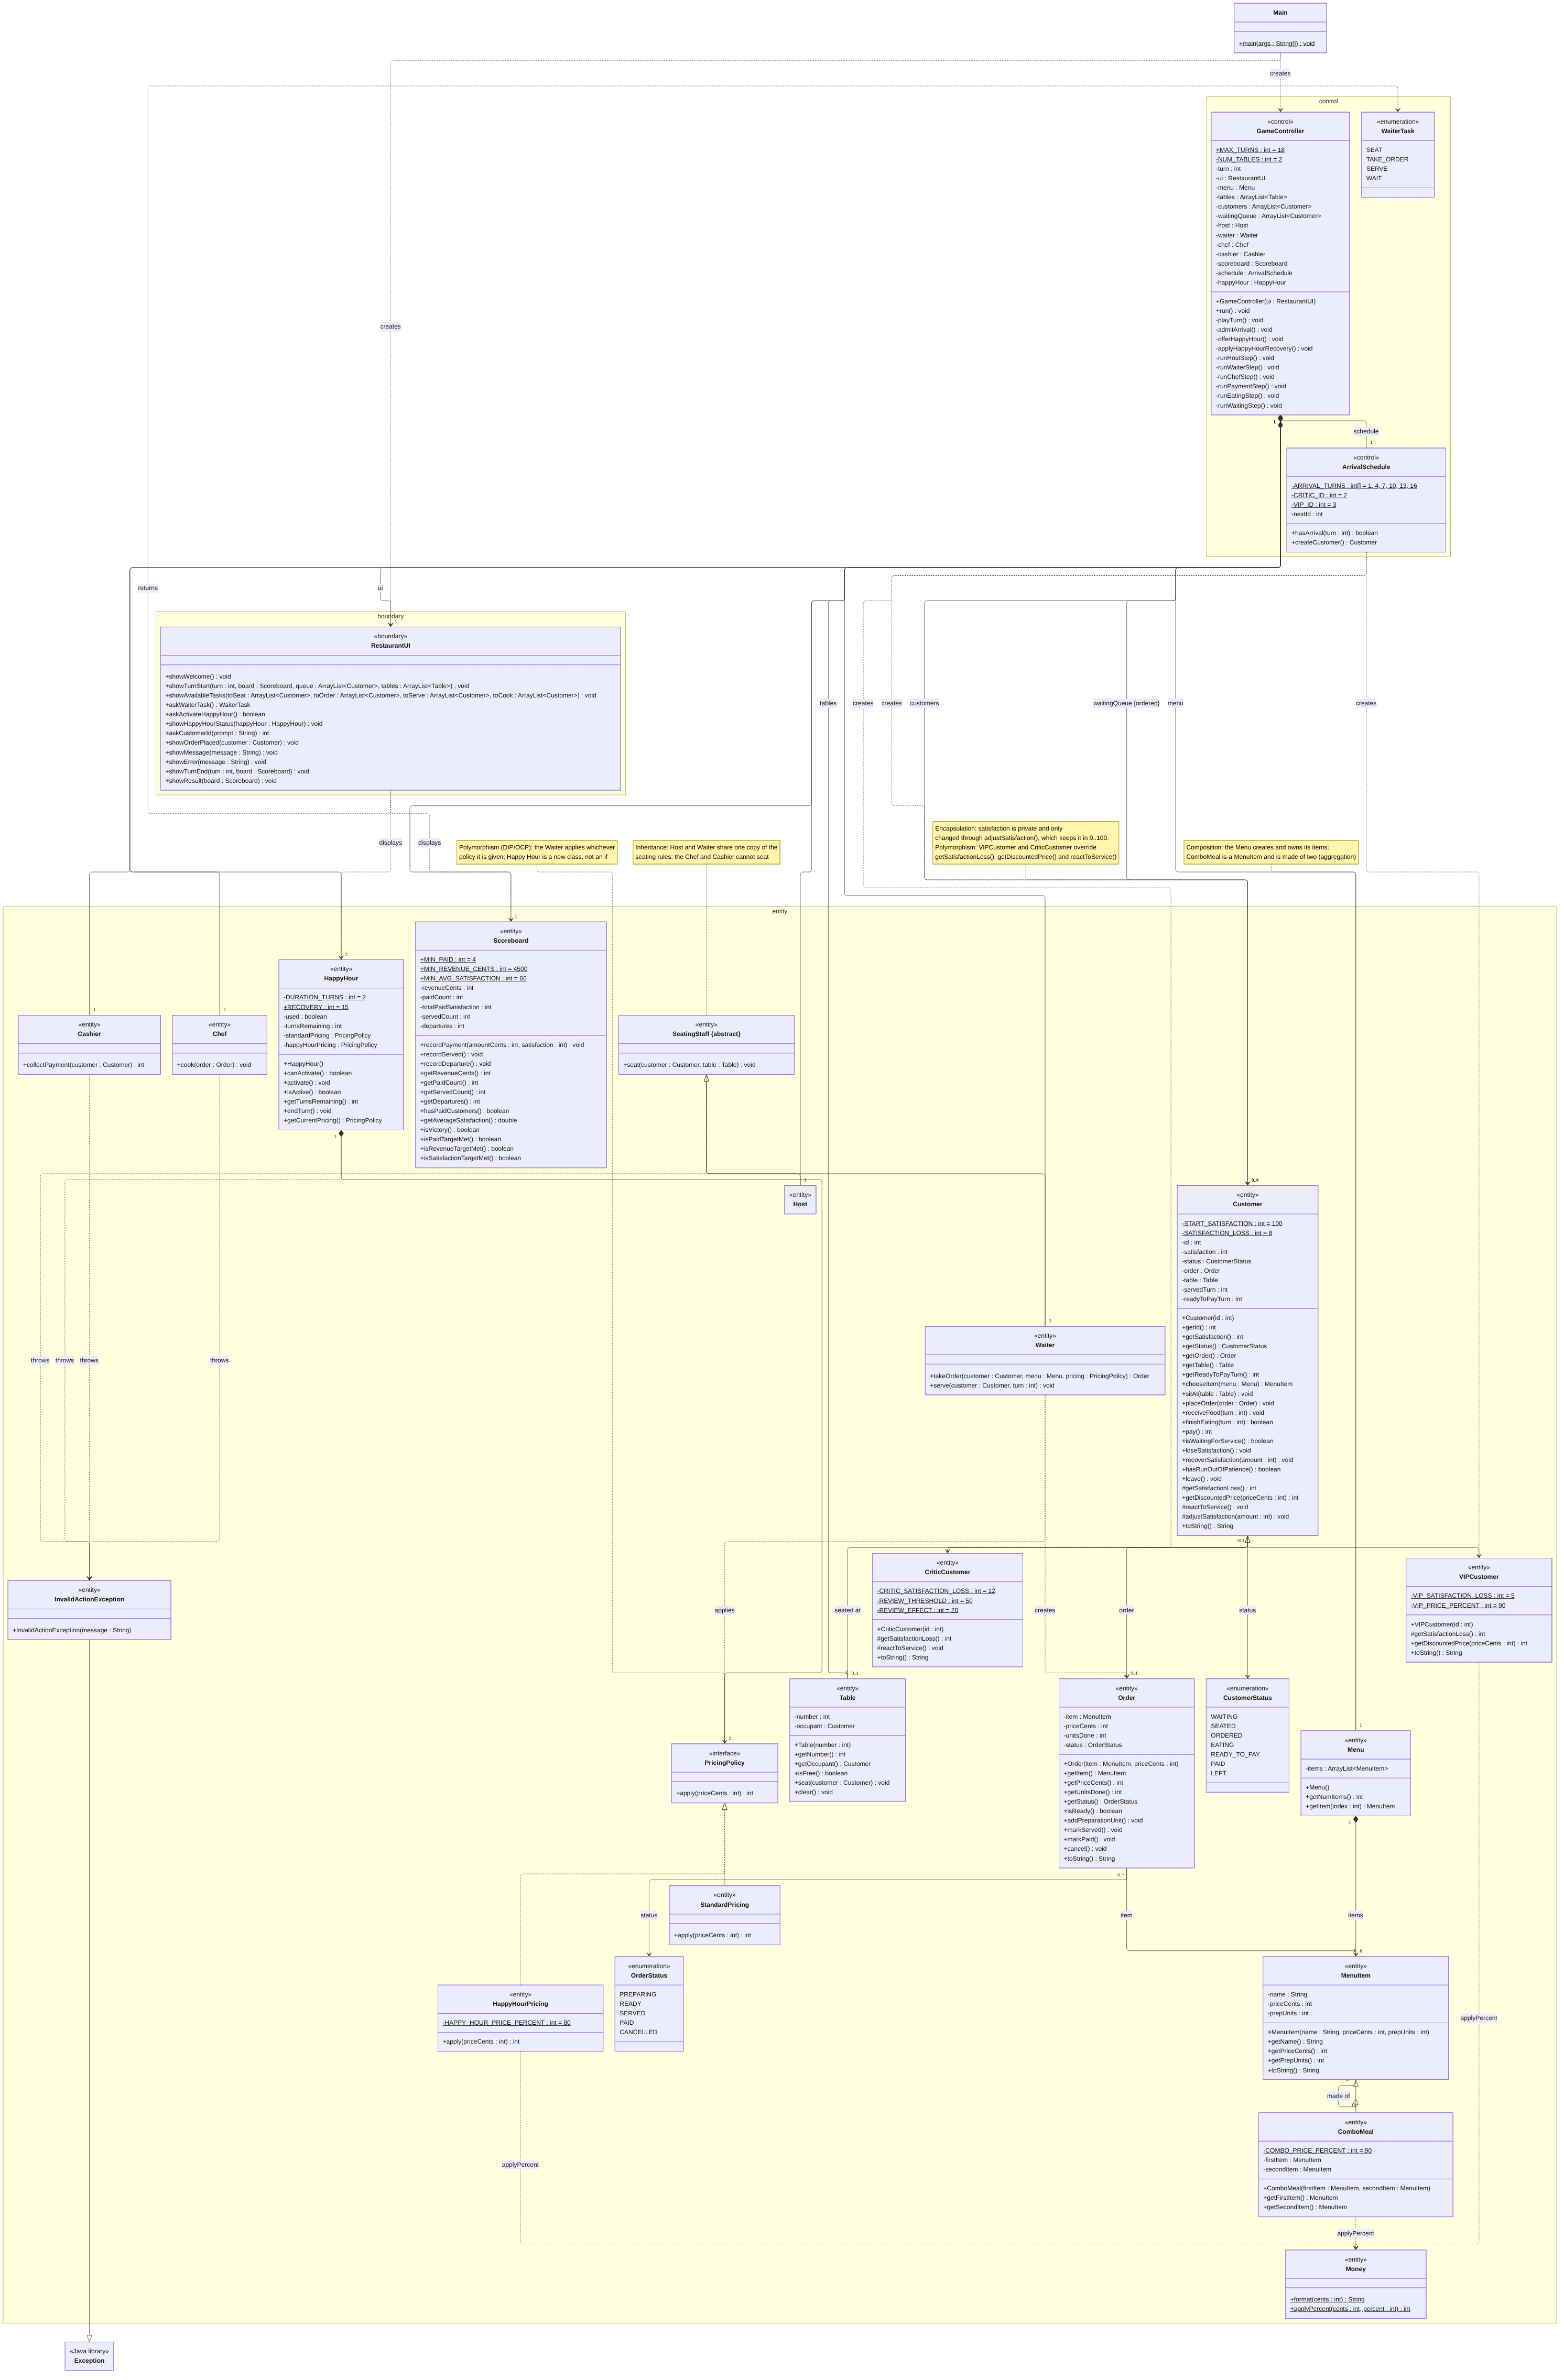 Main
+main(args : String[]) : void
creates
creates
returns
control
«control»
GameController
+MAX_TURNS : int = 18
-NUM_TABLES : int = 2
-turn : int
-ui : RestaurantUI
-menu : Menu
-tables : ArrayList<Table>
-customers : ArrayList<Customer>
-waitingQueue : ArrayList<Customer>
-host : Host
-waiter : Waiter
-chef : Chef
-cashier : Cashier
-scoreboard : Scoreboard
-schedule : ArrivalSchedule
-happyHour : HappyHour
+GameController(ui : RestaurantUI)
+run() : void
-playTurn() : void
-admitArrival() : void
-offerHappyHour() : void
-applyHappyHourRecovery() : void
-runHostStep() : void
-runWaiterStep() : void
-runChefStep() : void
-runPaymentStep() : void
-runEatingStep() : void
-runWaitingStep() : void
«enumeration»
WaiterTask
SEAT
TAKE_ORDER
SERVE
WAIT
1
schedule
1
«control»
ArrivalSchedule
-ARRIVAL_TURNS : int[] = 1, 4, 7, 10, 13, 16
-CRITIC_ID : int = 2
-VIP_ID : int = 3
-nextId : int
+hasArrival(turn : int) : boolean
+createCustomer() : Customer
ui
1
boundary
«boundary»
RestaurantUI
+showWelcome() : void
+showTurnStart(turn : int, board : Scoreboard, queue : ArrayList<Customer>, tables : ArrayList<Table>) : void
+showAvailableTasks(toSeat : ArrayList<Customer>, toOrder : ArrayList<Customer>, toServe : ArrayList<Customer>, toCook : ArrayList<Customer>) : void
+askWaiterTask() : WaiterTask
+askActivateHappyHour() : boolean
+showHappyHourStatus(happyHour : HappyHour) : void
+askCustomerId(prompt : String) : int
+showOrderPlaced(customer : Customer) : void
+showMessage(message : String) : void
+showError(message : String) : void
+showTurnEnd(turn : int, board : Scoreboard) : void
+showResult(board : Scoreboard) : void
tables
creates
creates
customers
waitingQueue {ordered}
menu
creates
displays
displays
Polymorphism (DIP/OCP): the Waiter applies whichever
policy it is given; Happy Hour is a new class, not an if
Inheritance: Host and Waiter share one copy of the
seating rules; the Chef and Cashier cannot seat
Encapsulation: satisfaction is private and only
changed through adjustSatisfaction(), which keeps it in 0..100.
Polymorphism: VIPCustomer and CriticCustomer override
getSatisfactionLoss(), getDiscountedPrice() and reactToService()
Composition: the Menu creates and owns its items;
ComboMeal is-a MenuItem and is made of two (aggregation)
entity
1
«entity»
Cashier
+collectPayment(customer : Customer) : int
1
«entity»
Chef
+cook(order : Order) : void
1
«entity»
HappyHour
-DURATION_TURNS : int = 2
+RECOVERY : int = 15
-used : boolean
-turnsRemaining : int
-standardPricing : PricingPolicy
-happyHourPricing : PricingPolicy
+HappyHour()
+canActivate() : boolean
+activate() : void
+isActive() : boolean
+getTurnsRemaining() : int
+endTurn() : void
+getCurrentPricing() : PricingPolicy
1
1
«entity»
Scoreboard
+MIN_PAID : int = 4
+MIN_REVENUE_CENTS : int = 4500
+MIN_AVG_SATISFACTION : int = 60
-revenueCents : int
-paidCount : int
-totalPaidSatisfaction : int
-servedCount : int
-departures : int
+recordPayment(amountCents : int, satisfaction : int) : void
+recordServed() : void
+recordDeparture() : void
+getRevenueCents() : int
+getPaidCount() : int
+getServedCount() : int
+getDepartures() : int
+hasPaidCustomers() : boolean
+getAverageSatisfaction() : double
+isVictory() : boolean
+isPaidTargetMet() : boolean
+isRevenueTargetMet() : boolean
+isSatisfactionTargetMet() : boolean
«entity»
SeatingStaff {abstract}
+seat(customer : Customer, table : Table) : void
1
«entity»
Host
0..6
«entity»
Customer
-START_SATISFACTION : int = 100
-SATISFACTION_LOSS : int = 8
-id : int
-satisfaction : int
-status : CustomerStatus
-order : Order
-table : Table
-servedTurn : int
-readyToPayTurn : int
+Customer(id : int)
+getId() : int
+getSatisfaction() : int
+getStatus() : CustomerStatus
+getOrder() : Order
+getTable() : Table
+getReadyToPayTurn() : int
+chooseItem(menu : Menu) : MenuItem
+sitAt(table : Table) : void
+placeOrder(order : Order) : void
+receiveFood(turn : int) : void
+finishEating(turn : int) : boolean
+pay() : int
+isWaitingForService() : boolean
+loseSatisfaction() : void
+recoverSatisfaction(amount : int) : void
+hasRunOutOfPatience() : boolean
+leave() : void
#getSatisfactionLoss() : int
+getDiscountedPrice(priceCents : int) : int
#reactToService() : void
#adjustSatisfaction(amount : int) : void
+toString() : String
1
«entity»
Waiter
+takeOrder(customer : Customer, menu : Menu, pricing : PricingPolicy) : Order
+serve(customer : Customer, turn : int) : void
throws
throws
throws
throws
«entity»
InvalidActionException
+InvalidActionException(message : String)
applies
seated at
creates
order
status
«entity»
CriticCustomer
-CRITIC_SATISFACTION_LOSS : int = 12
-REVIEW_THRESHOLD : int = 50
-REVIEW_EFFECT : int = 20
+CriticCustomer(id : int)
#getSatisfactionLoss() : int
#reactToService() : void
+toString() : String
«entity»
VIPCustomer
-VIP_SATISFACTION_LOSS : int = 5
-VIP_PRICE_PERCENT : int = 90
+VIPCustomer(id : int)
#getSatisfactionLoss() : int
+getDiscountedPrice(priceCents : int) : int
+toString() : String
«interface»
PricingPolicy
+apply(priceCents : int) : int
0..1
«entity»
Table
-number : int
-occupant : Customer
+Table(number : int)
+getNumber() : int
+getOccupant() : Customer
+isFree() : boolean
+seat(customer : Customer) : void
+clear() : void
0..1
«entity»
Order
-item : MenuItem
-priceCents : int
-unitsDone : int
-status : OrderStatus
+Order(item : MenuItem, priceCents : int)
+getItem() : MenuItem
+getPriceCents() : int
+getUnitsDone() : int
+getStatus() : OrderStatus
+isReady() : boolean
+addPreparationUnit() : void
+markServed() : void
+markPaid() : void
+cancel() : void
+toString() : String
0..*
«enumeration»
CustomerStatus
WAITING
SEATED
ORDERED
EATING
READY_TO_PAY
PAID
LEFT
1
«entity»
Menu
-items : ArrayList<MenuItem>
+Menu()
+getNumItems() : int
+getItem(index : int) : MenuItem
1
«entity»
StandardPricing
+apply(priceCents : int) : int
status
item
items
«entity»
HappyHourPricing
-HAPPY_HOUR_PRICE_PERCENT : int = 80
+apply(priceCents : int) : int
«enumeration»
OrderStatus
PREPARING
READY
SERVED
PAID
CANCELLED
«entity»
MenuItem
-name : String
-priceCents : int
-prepUnits : int
+MenuItem(name : String, priceCents : int, prepUnits : int)
+getName() : String
+getPriceCents() : int
+getPrepUnits() : int
+toString() : String
applyPercent
made of
«entity»
ComboMeal
-COMBO_PRICE_PERCENT : int = 90
-firstItem : MenuItem
-secondItem : MenuItem
+ComboMeal(firstItem : MenuItem, secondItem : MenuItem)
+getFirstItem() : MenuItem
+getSecondItem() : MenuItem
applyPercent
applyPercent
«entity»
Money
+format(cents : int) : String
+applyPercent(cents : int, percent : int) : int
«Java library»
Exception